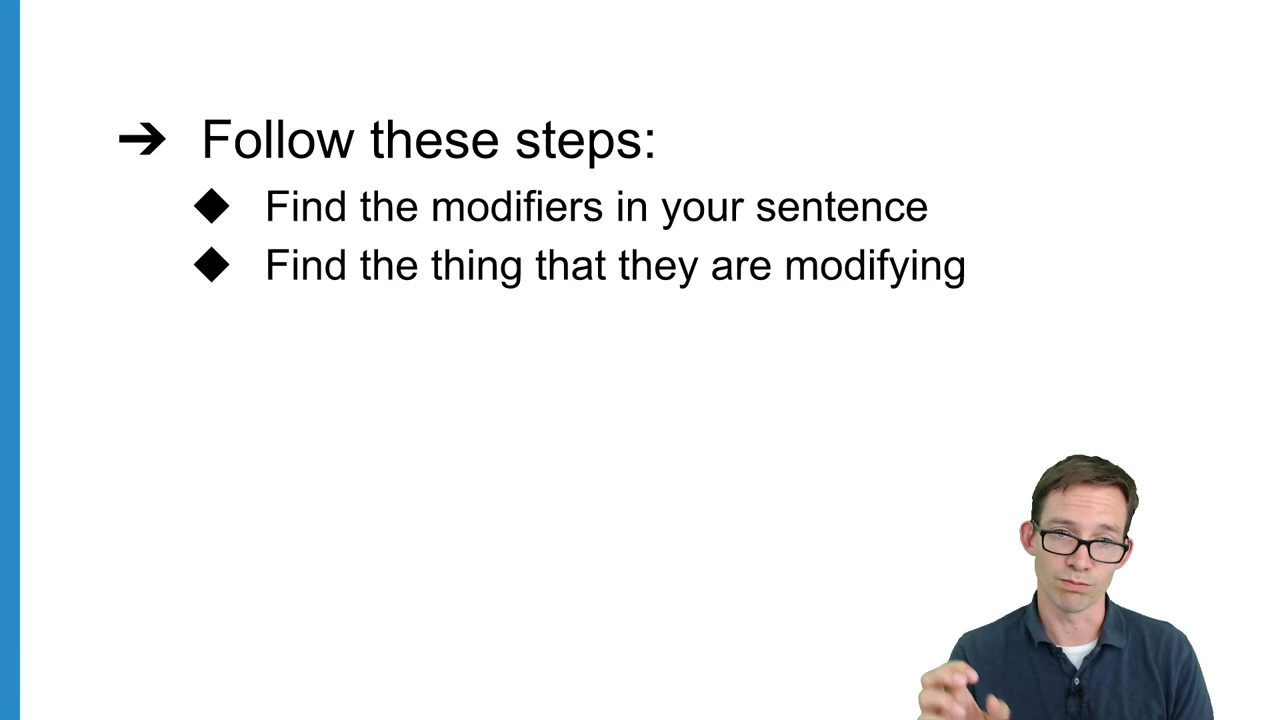 ➔ Follow these steps:
◆ Find the modifiers in your sentence
◆ Find the thing that they are modifying